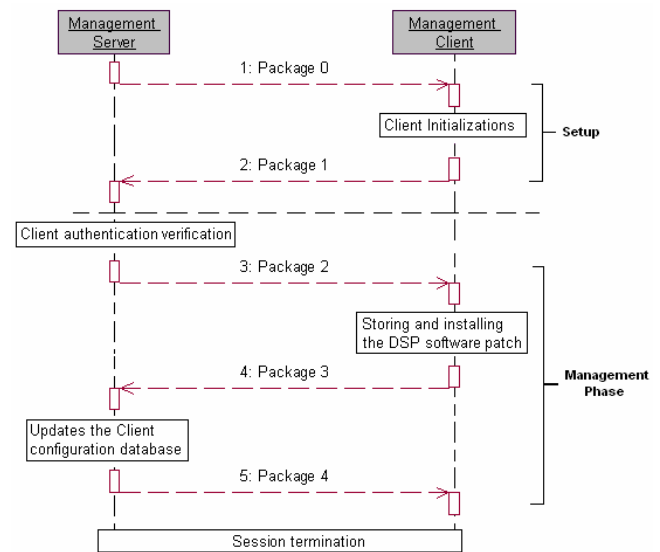 Management
Server
Management
Client
1: Package 0
Client Initializations
Setup
2: Package 1
Client authentication verification
3: Package 2
Storing and installing
the DSP software patch
4: Package 3
Management
Phase
Updates the Client
configuration database
5: Package 4
Session termination